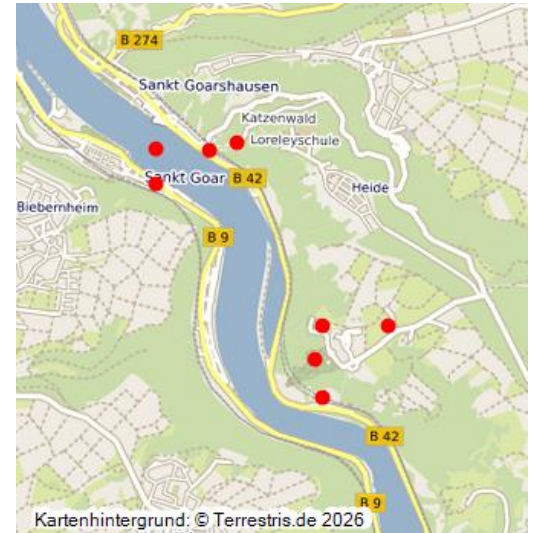 B 274
Sankt Goarshausen
Katzenwald
Loreleyschule
Sankt Goar
B 42
Heide
Biebernheim
B 9
B 42
B 9
Kartenhintergrund: © Terrestris.de 2026